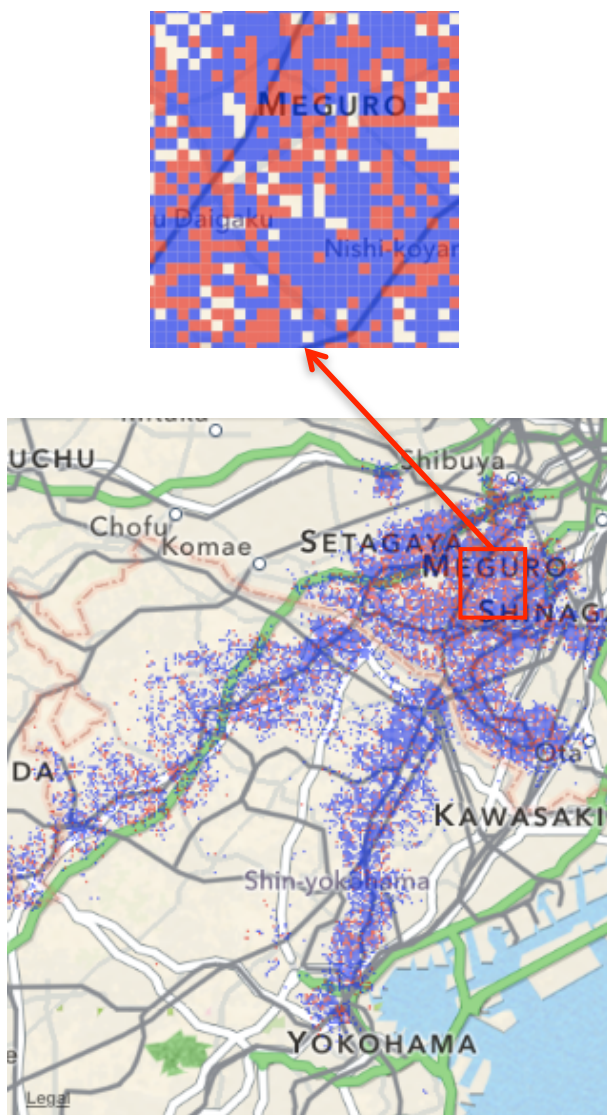 MEGURO
u Daigaku
Nishi-koyar
UCHU
Shibuya
Chofu
Komae
SETAGAYA
MEGURO
SHINAG
Ota
DA
KAWASAKI
Shin-yokohama
YOKOHAMA
e
Legal